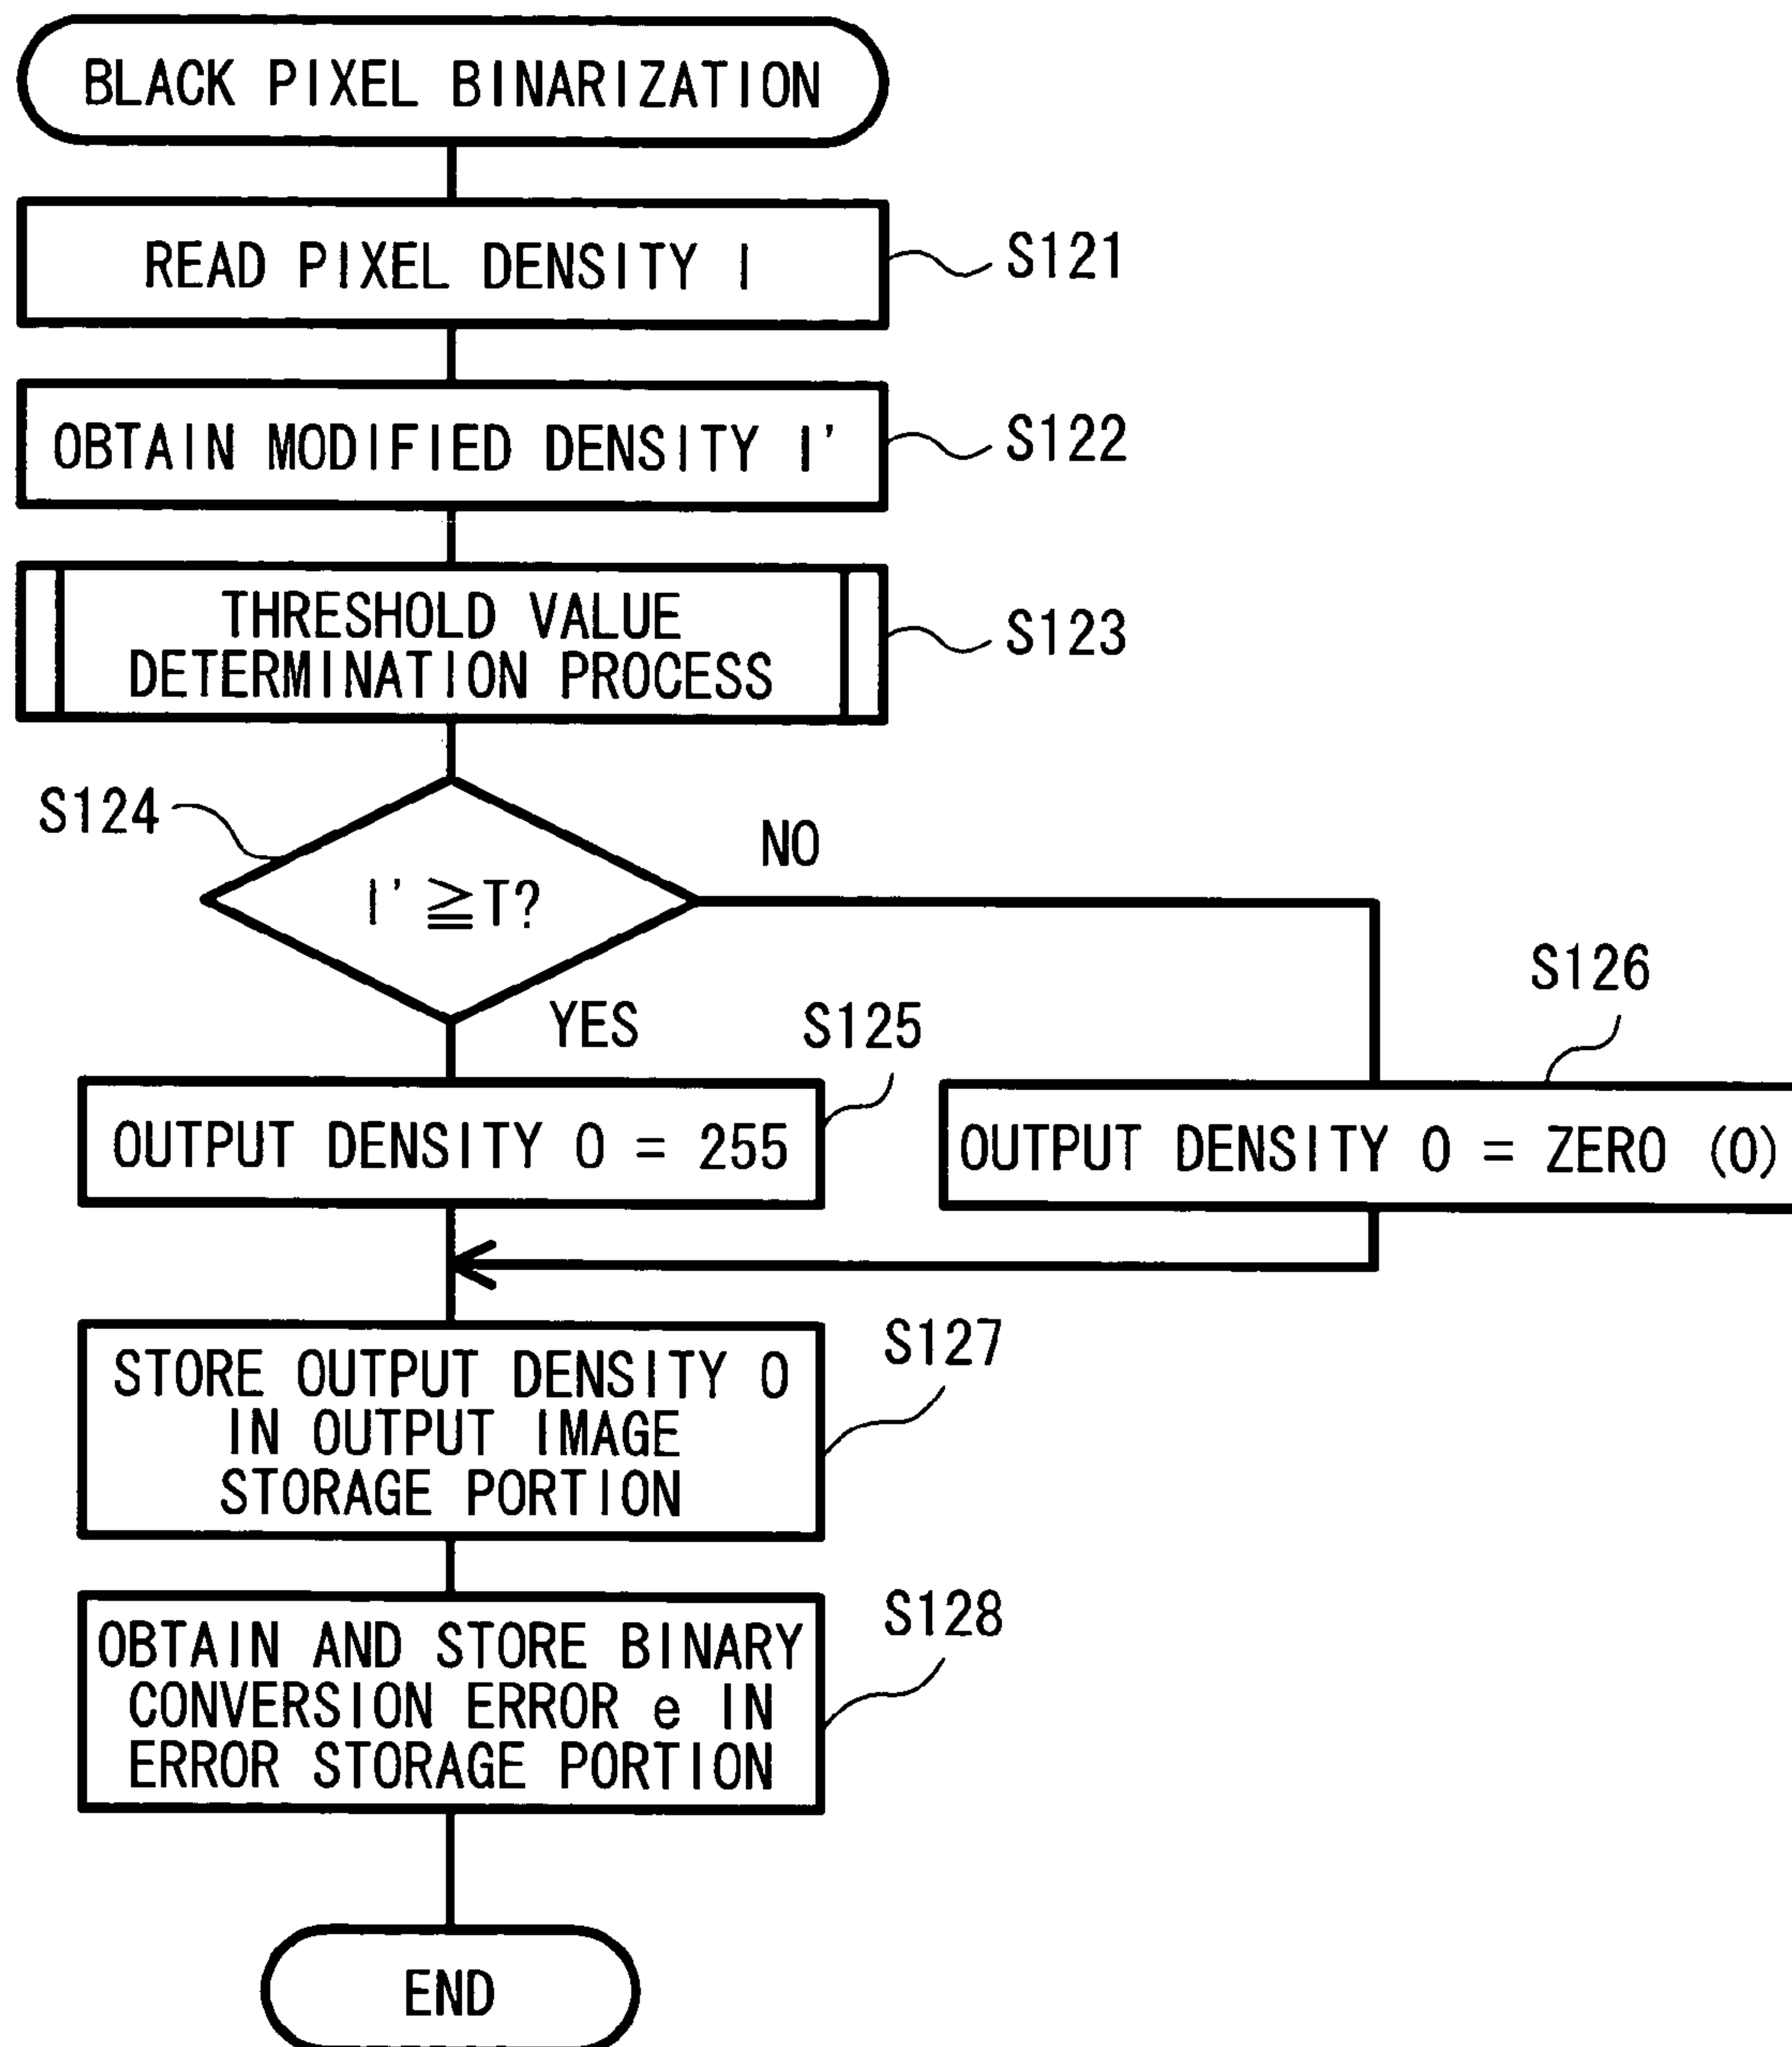 BLACK PIXEL BINARIZATION
READ PIXEL DENSITY I
S121
OBTAIN MODIFIED DENSITY I'
S122
THRESHOLD VALUE
DETERMINATION PROCESS
S123
S124
I' ≧ T?
NO
YES
S125
S126
OUTPUT DENSITY O = 255
OUTPUT DENSITY O = ZERO (0)
STORE OUTPUT DENSITY O
IN OUTPUT IMAGE
STORAGE PORTION
S127
OBTAIN AND STORE BINARY
CONVERSION ERROR e IN
ERROR STORAGE PORTION
S128
END